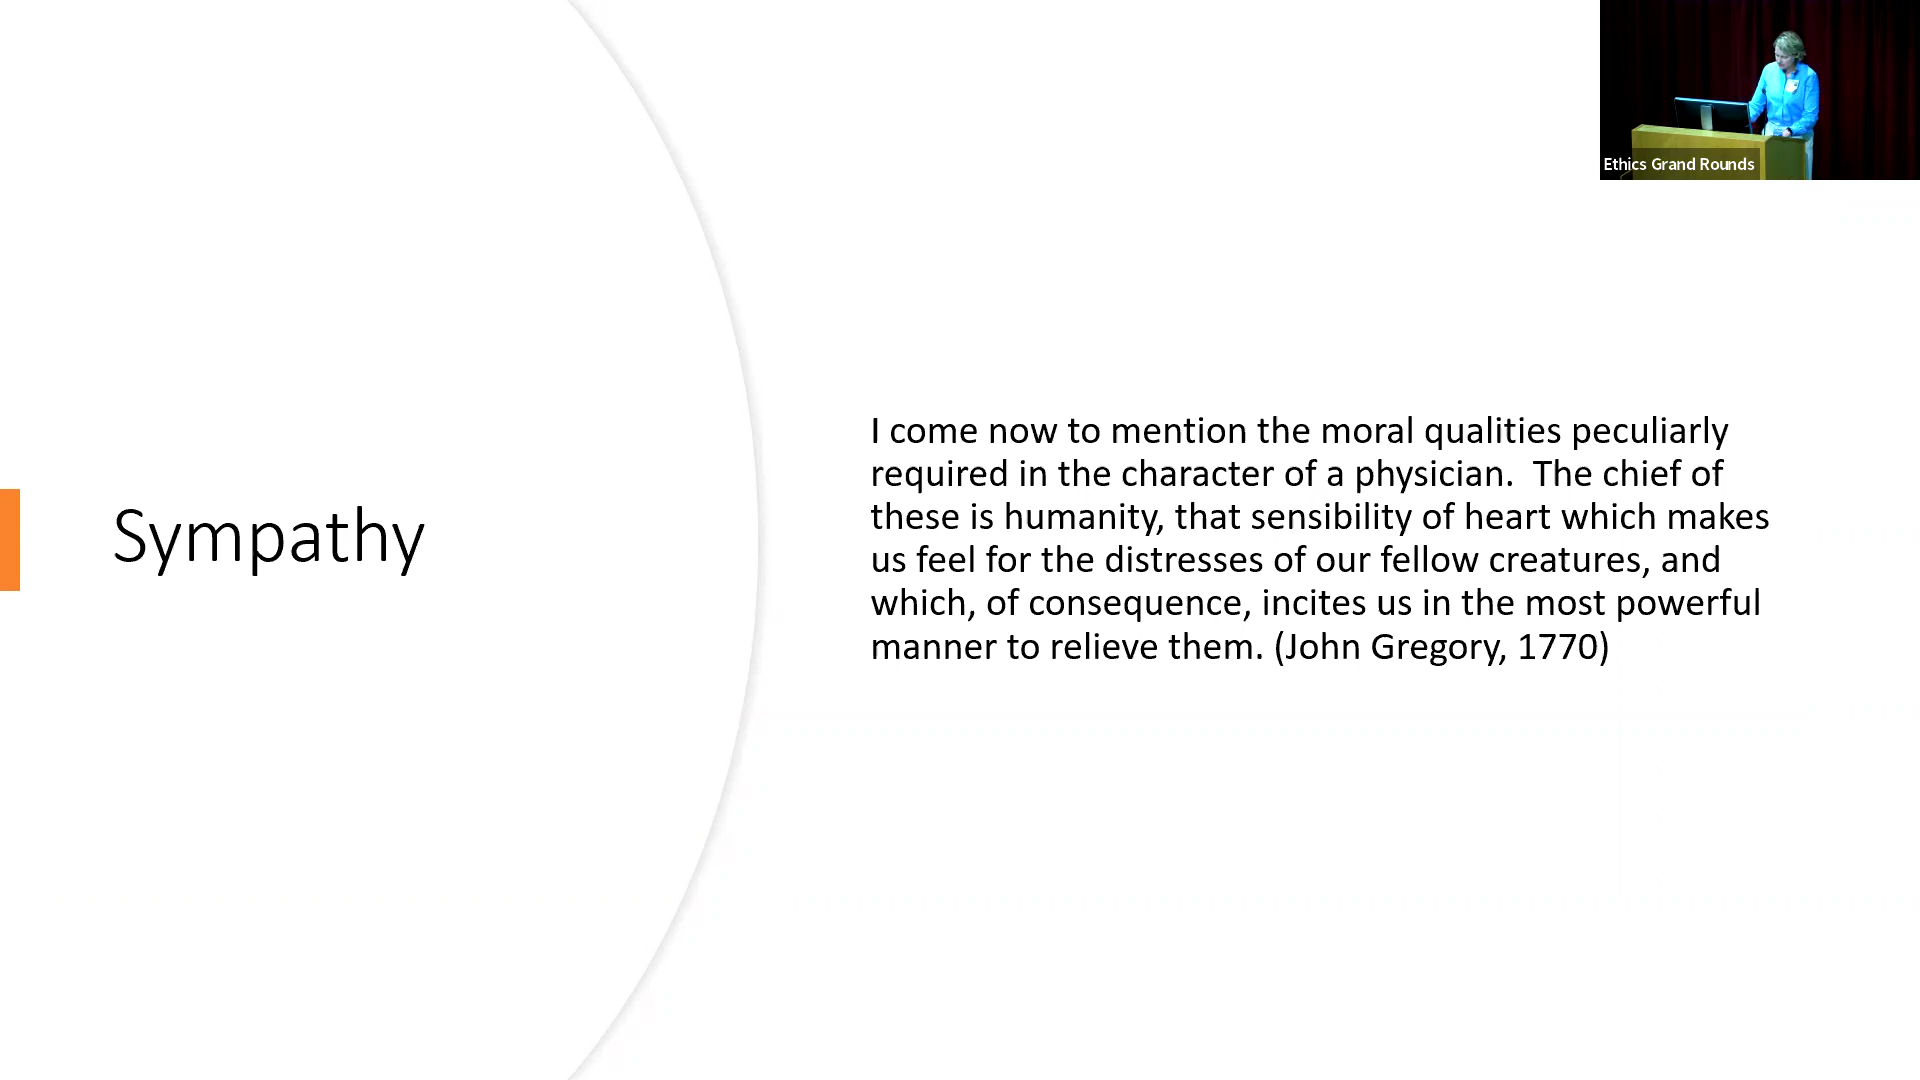 Ethics Grand Rounds
Sympathy
I come now to mention the moral qualities peculiarly
required in the character of a physician.  The chief of
these is humanity, that sensibility of heart which makes
us feel for the distresses of our fellow creatures, and
which, of consequence, incites us in the most powerful
manner to relieve them. (John Gregory, 1770)